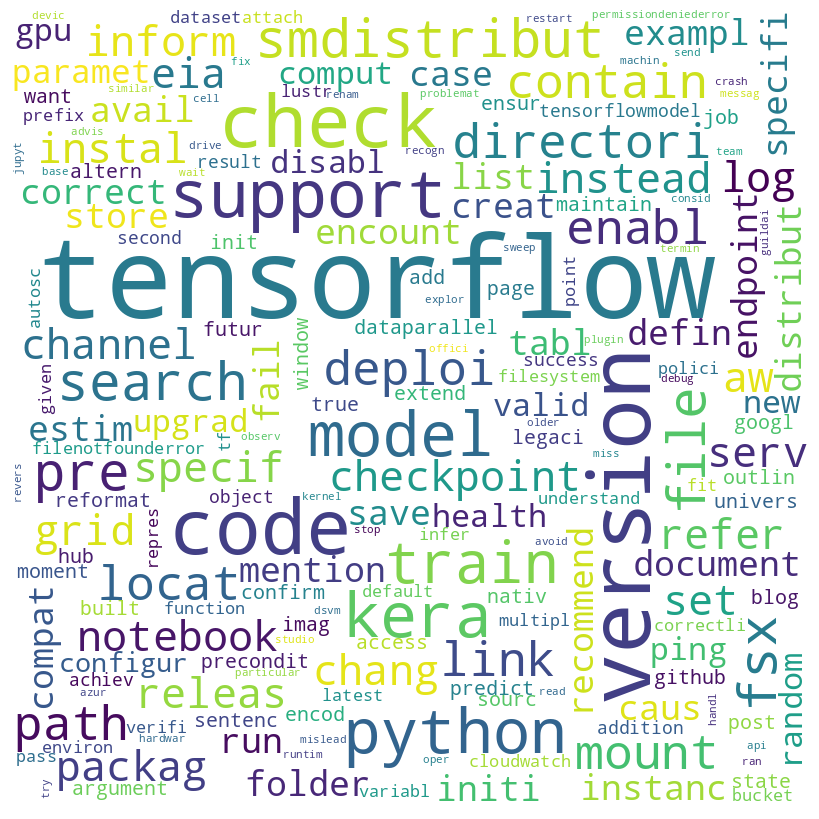 devic
gpu
dataset
attach
inform
smdistribut
restart
permissiondeniederror
exampl
specifi
paramet
eia
fix
similar
cell
want
prefix
avail
comput
case
lustr
reham
problemat
contain
send
machin
crash
messag
ensur
tensorflowmodel
job
check
instal
advis
drive
result
disabl
recogn
directori
team
jupyt
base
altern
wait
correct
support
list
instead
log
store
creat
maintain
consid
encount
enabl
endpoint
guildai
distribut
second
init
tensorflow
sweep
termin
add
page
point
explor
autosc
channel
futur
window
dataparallel
tabl
defin
given
search
fail
deploi
offici
success
plugin
polici
debug
aw
new
filesystem
extend
estim
upgrad
true
valid
older
legaci
version
file
googl
filenotfounderror
tf
observ
model
miss
serv
outlin
revers
pre
specif
checkpoint
fit
univers
reformat
object
kernel
understand
grid
repres
code
save
health
stop
infer
avoid
refer
hub
moment
locat
mention
train
recommend
document
compat
confirm
default
nativ
set
blog
built
function
dsvm
imag
kera
multipl
correctli
notebook
studio
access
ping
configur
precondit
chang
link
fsx
random
achiev
azur
particular
predict
read
github
releas
latest
sourc
caus
handl
path
verifi
sentenc
encod
python
addition
post
pass
environ
hardwar
run
mislead
mount
api
ran
packag
runtim
oper
cloudwatch
try
argument
folder
variabl
initi
instanc
state
bucket